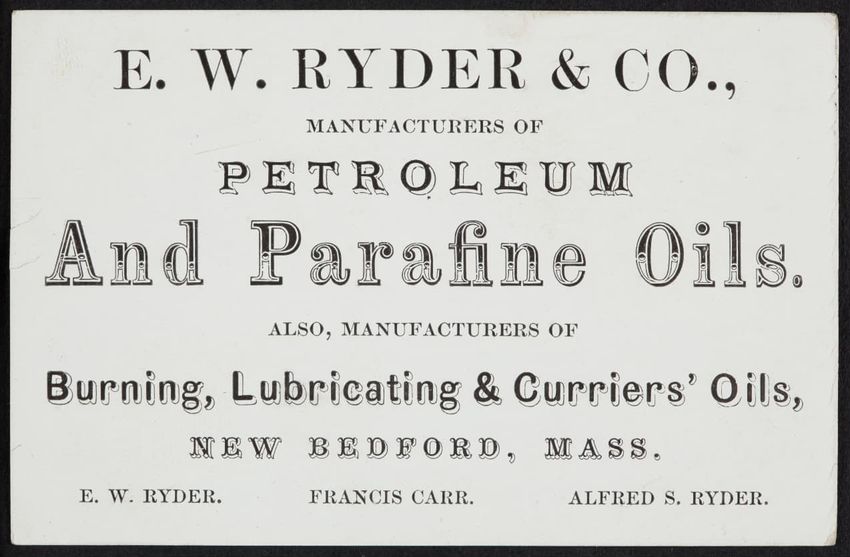 E. W. RYDER & CO.,
MANUFACTURERS OF
PETROLEUM
And Parafine Oils.
ALSO, MANUFACTURERS OF
Burning, Lubricating & Curriers' Oils,
NEW BEDFORD, MASS.
E. W. RYDER. FRANCIS CARR. ALFRED S. RYDER.